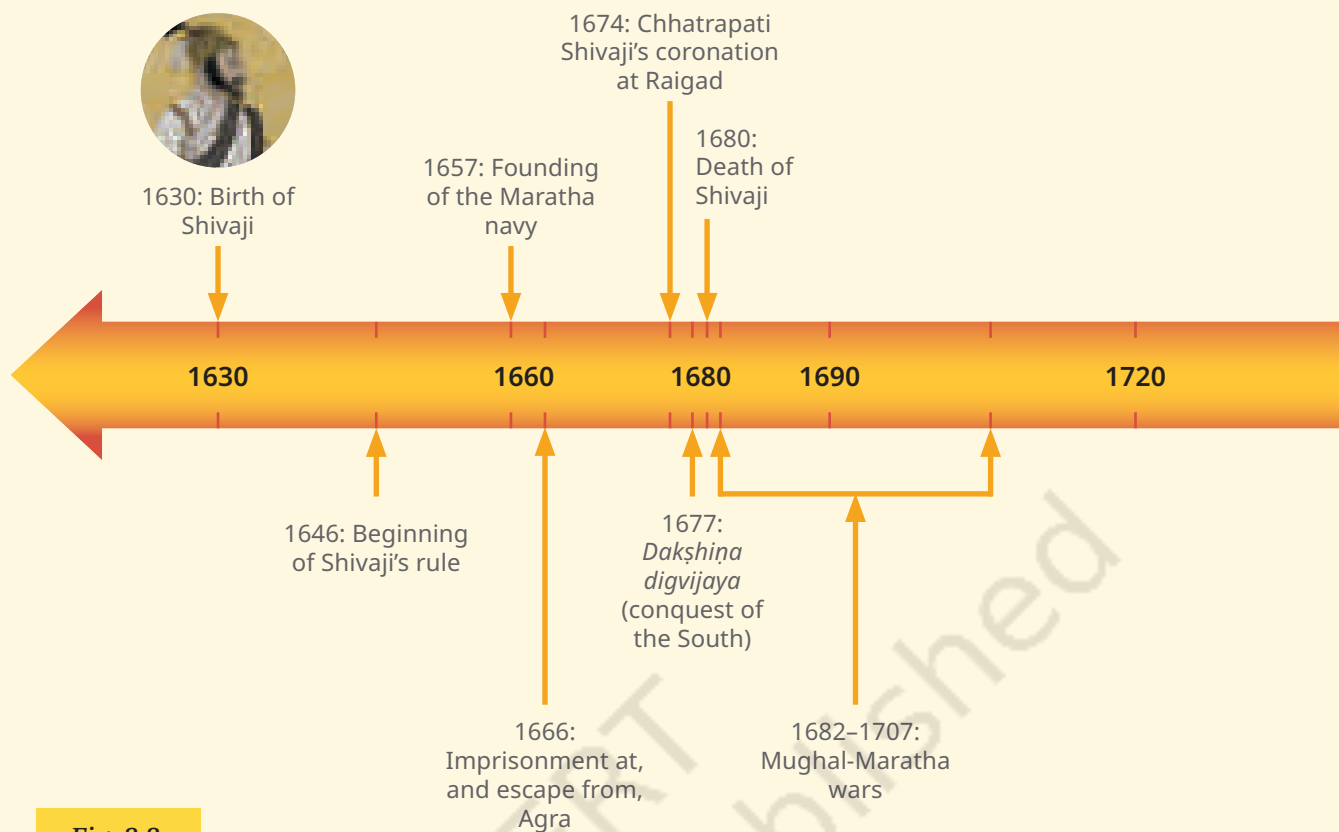 1674: Chhatrapati
Shivaji’s coronation
at Raigad
1680:
Death of
Shivaji
1657: Founding
of the Maratha
navy
1630: Birth of
Shivaji
1630
1660
1680
1690
1720
1646: Beginning
of Shivaji’s rule
1677:
Dakṣhiṇa
digvijaya
(conquest of
the South)
1666:
Imprisonment at,
and escape from,
Agra
1682–1707:
Mughal-Maratha
wars